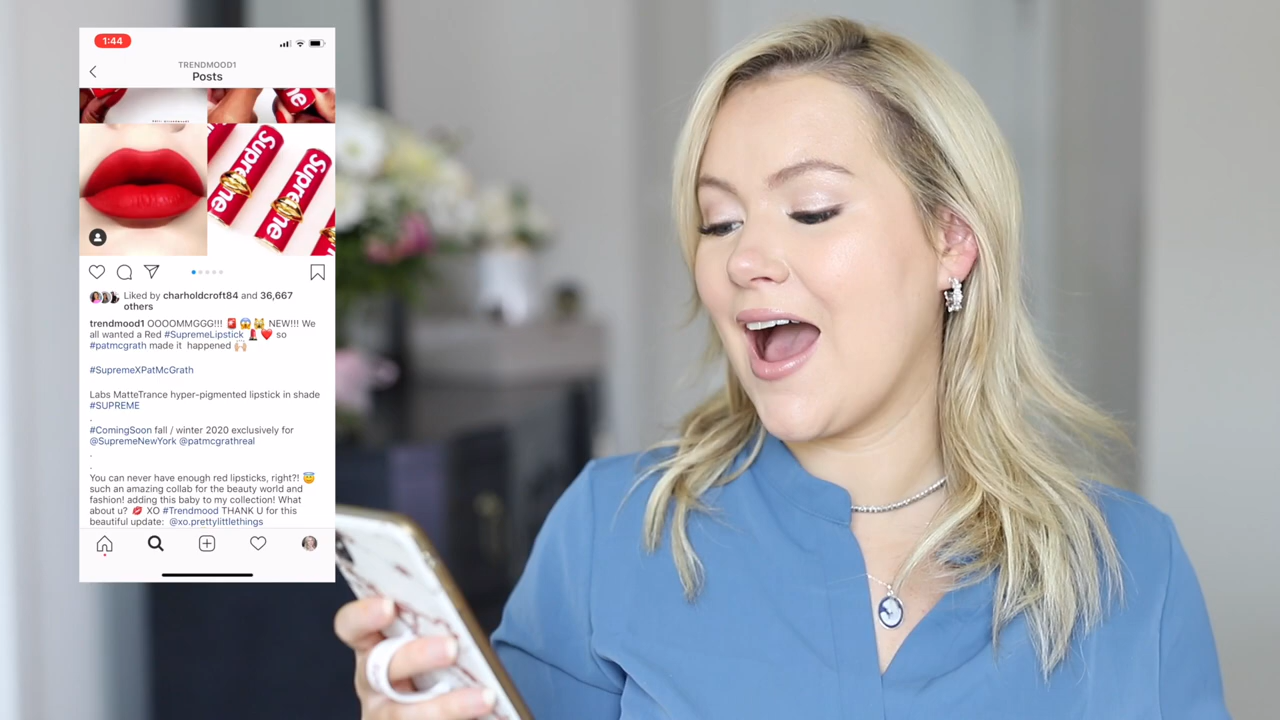 1:44
TRENDMOOD1
Posts
Supreme
Supreme
Liked by charholdcroft84 and 36,667
others
trendmood1 OOOOMMGGG!!! 🚨😱🙀 NEW!!! We
all wanted a Red #SupremeLipstick 💄❤️ so
#patmcgrath made it happened 🙌🏻
#SupremeXPatMcGrath
Labs MatteTrance hyper-pigmented lipstick in shade
#SUPREME
.
#ComingSoon fall / winter 2020 exclusively for
@SupremeNewYork @patmcgrathreal
.
.
You can never have enough red lipsticks, right?! 😇
such an amazing collab for the beauty world and
fashion! adding this baby to my collection! What
about u? 💋 XO #Trendmood THANK U for this
beautiful update: @xo.prettylittlethings